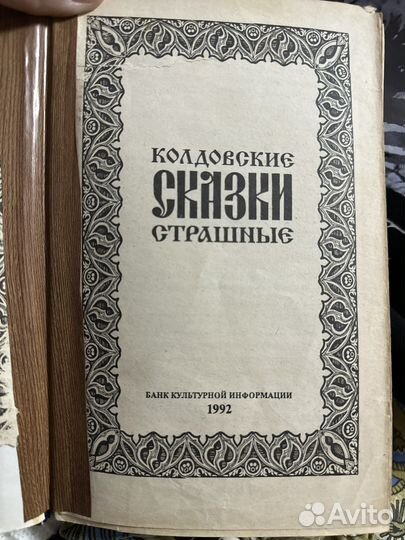 КОЛДОВСКИЕ
СКАЗКИ
СТРАШНЫЕ
БАНК КУЛЬТУРНОЙ ИНФОРМАЦИИ
1992
Avito